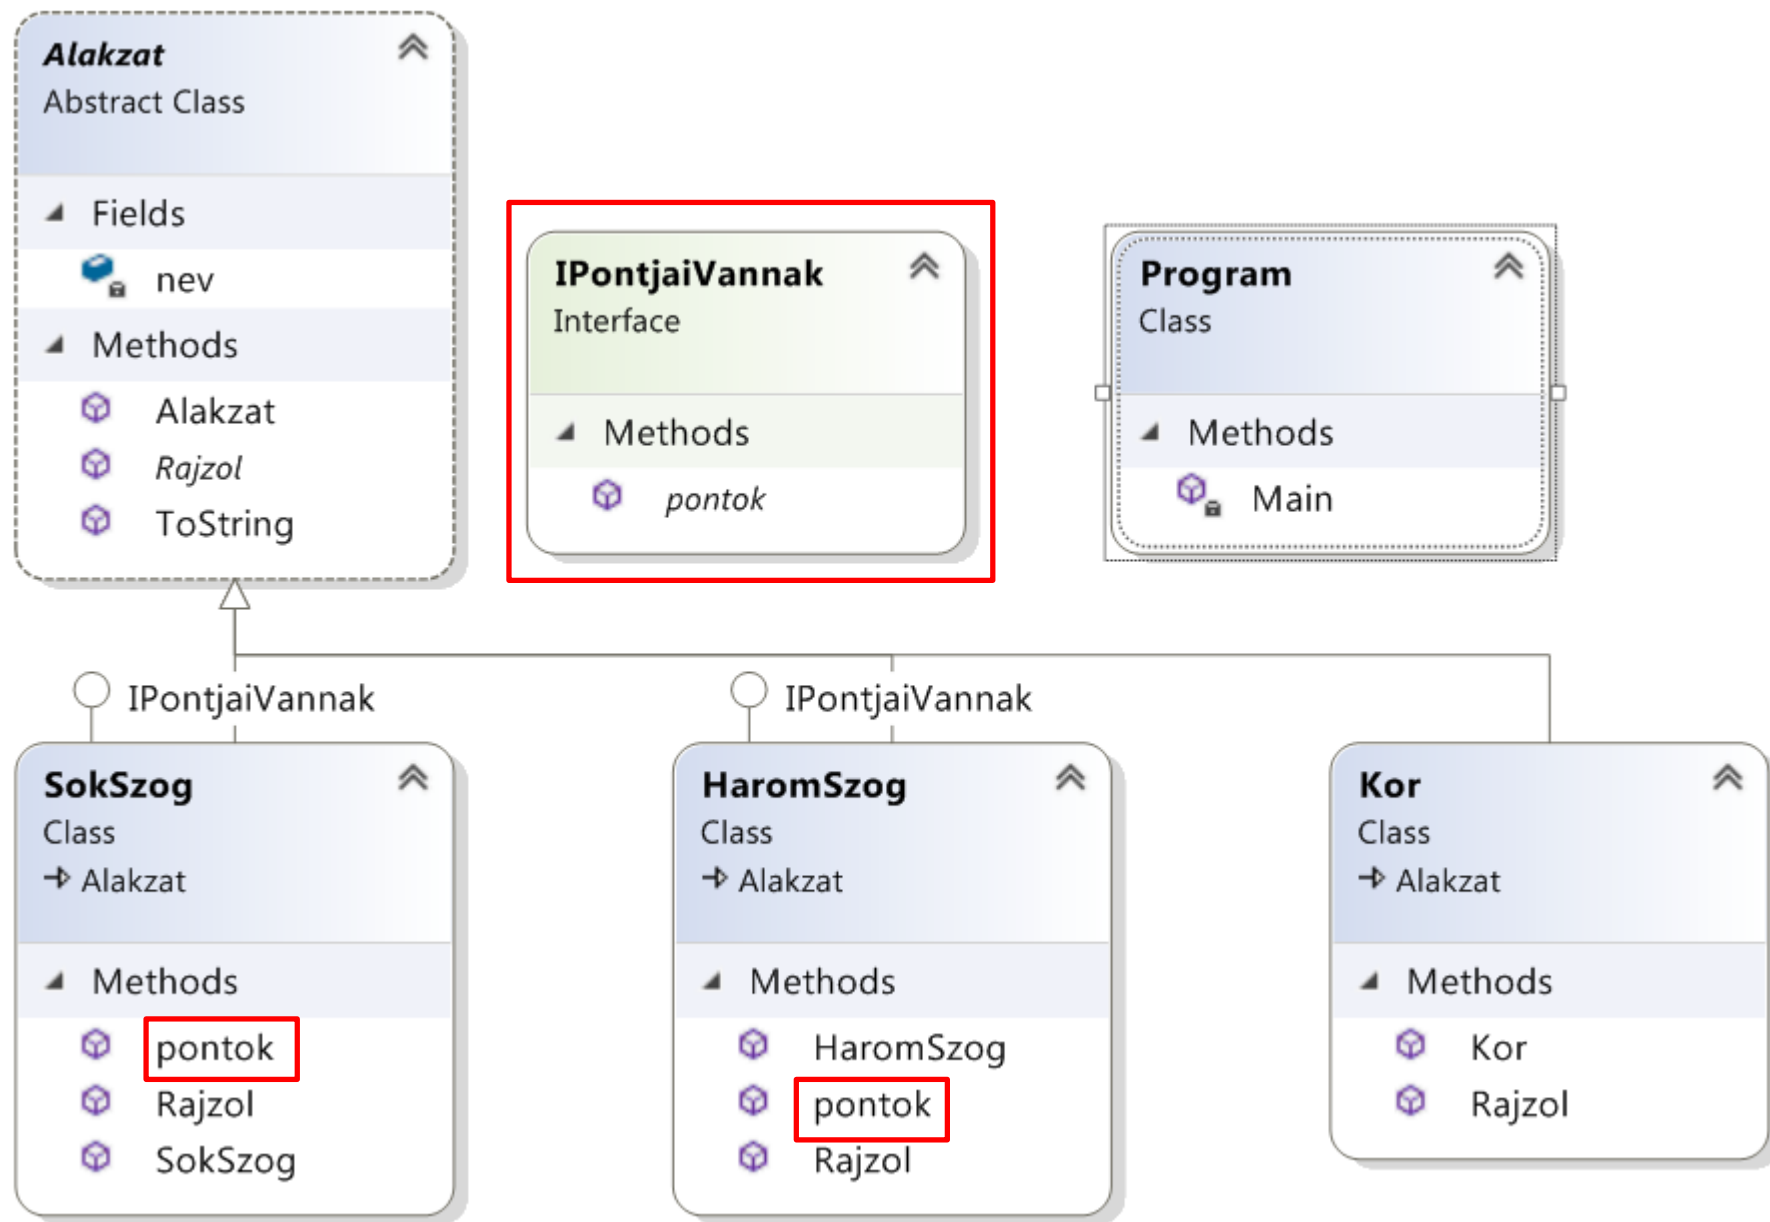 Alakzat
Abstract Class
Fields
nev
Methods
Alakzat
Rajzol
ToString
IPontjaiVannak
Interface
Methods
pontok
Program
Class
Methods
Main
IPontjaiVannak
SokSzog
Class
Alakzat
Methods
pontok
Rajzol
SokSzog
IPontjaiVannak
HaromSzog
Class
Alakzat
Methods
HaromSzog
pontok
Rajzol
Kor
Class
Alakzat
Methods
Kor
Rajzol